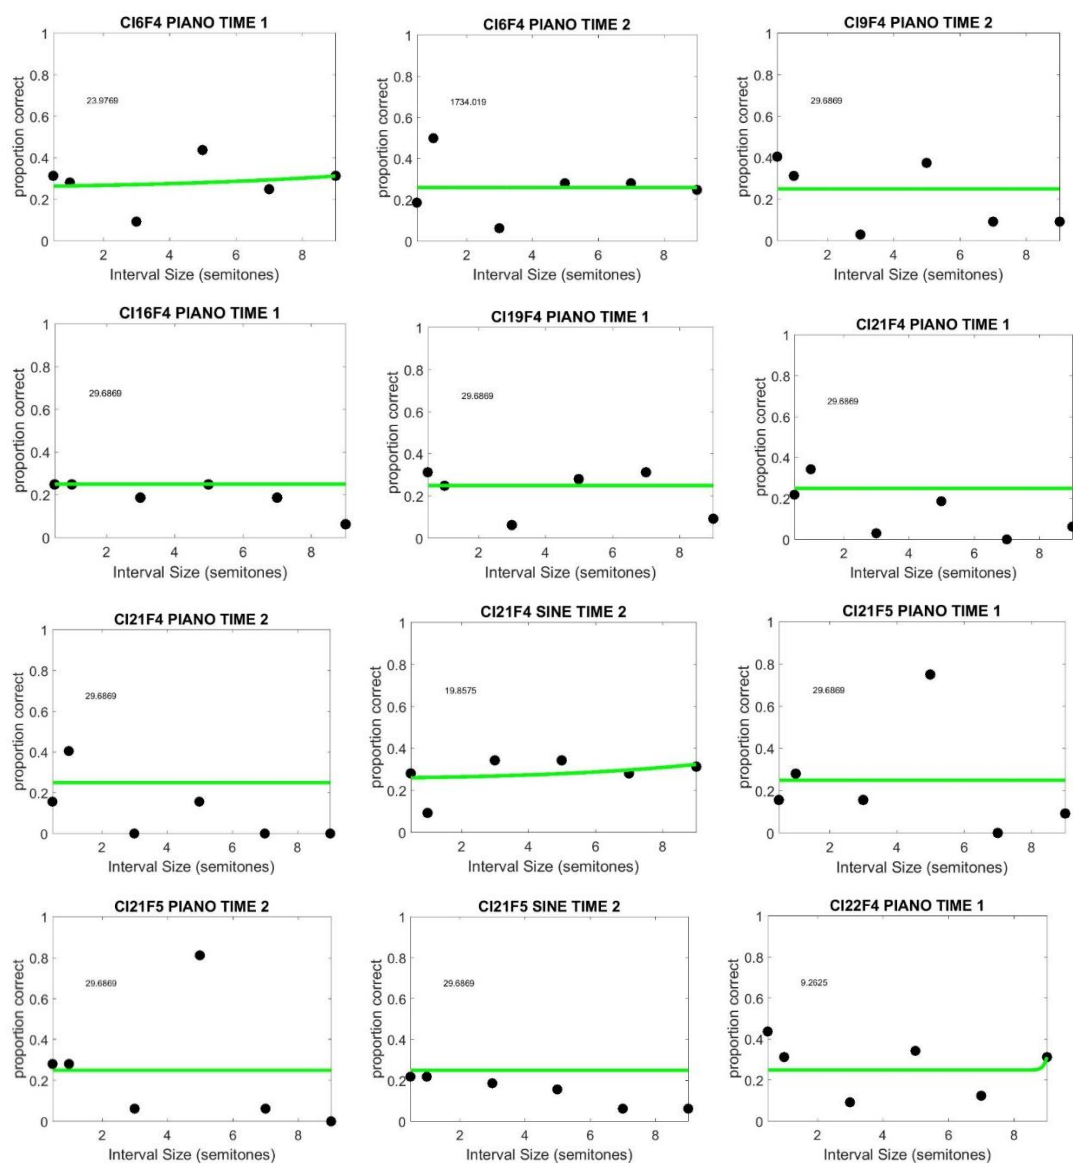 CI6F4 PIANO TIME 1
1
0.8
0.6
0.4
0.2
0
proportion correct
23.9769
2 4 6 8
Interval Size (semitones)
CI6F4 PIANO TIME 2
1
0.8
0.6
0.4
0.2
0
proportion correct
1734.019
2 4 6 8
Interval Size (semitones)
CI9F4 PIANO TIME 2
1
0.8
0.6
0.4
0.2
0
proportion correct
29.6869
2 4 6 8
Interval Size (semitones)
CI16F4 PIANO TIME 1
1
0.8
0.6
0.4
0.2
0
proportion correct
29.6869
2 4 6 8
Interval Size (semitones)
CI19F4 PIANO TIME 1
1
0.8
0.6
0.4
0.2
0
proportion correct
29.6869
2 4 6 8
Interval Size (semitones)
CI21F4 PIANO TIME 1
1
0.8
0.6
0.4
0.2
0
proportion correct
29.6869
2 4 6 8
Interval Size (semitones)
CI21F4 PIANO TIME 2
1
0.8
0.6
0.4
0.2
0
proportion correct
29.6869
2 4 6 8
Interval Size (semitones)
CI21F4 SINE TIME 2
1
0.8
0.6
0.4
0.2
0
proportion correct
19.8575
2 4 6 8
Interval Size (semitones)
CI21F5 PIANO TIME 1
1
0.8
0.6
0.4
0.2
0
proportion correct
29.6869
2 4 6 8
Interval Size (semitones)
CI21F5 PIANO TIME 2
1
0.8
0.6
0.4
0.2
0
proportion correct
29.6869
2 4 6 8
Interval Size (semitones)
CI21F5 SINE TIME 2
1
0.8
0.6
0.4
0.2
0
proportion correct
29.6869
2 4 6 8
Interval Size (semitones)
CI22F4 PIANO TIME 1
1
0.8
0.6
0.4
0.2
0
proportion correct
9.2625
2 4 6 8
Interval Size (semitones)